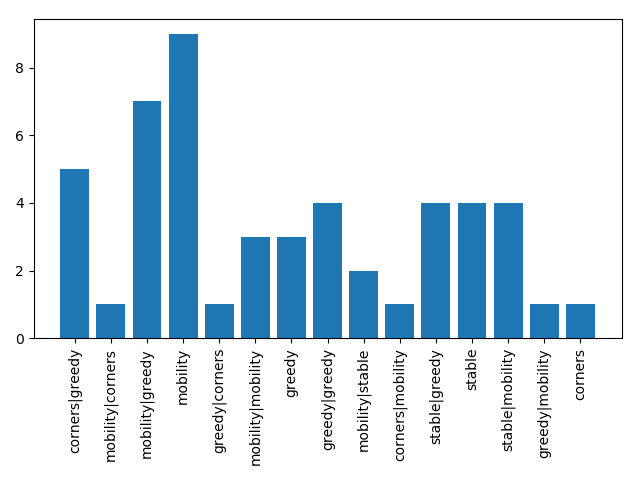 8
6
4
2
0
corners|greedy
mobility|corners
mobility|greedy
mobility
greedy|corners
mobility|mobility
greedy
greedy|greedy
mobility|stable
corners|mobility
stable|greedy
stable
stable|mobility
greedy|mobility
corners